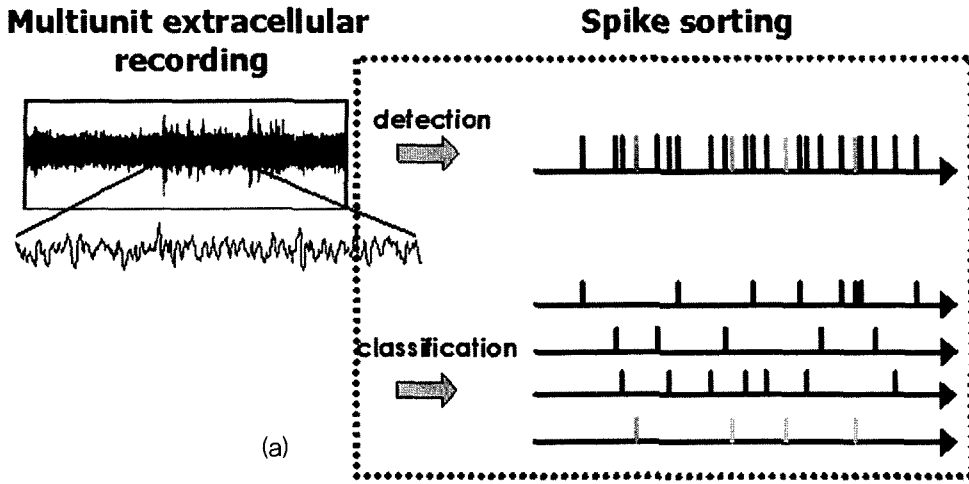 Multiunit extracellular
recording
Spike sorting
detection
classification
(a)